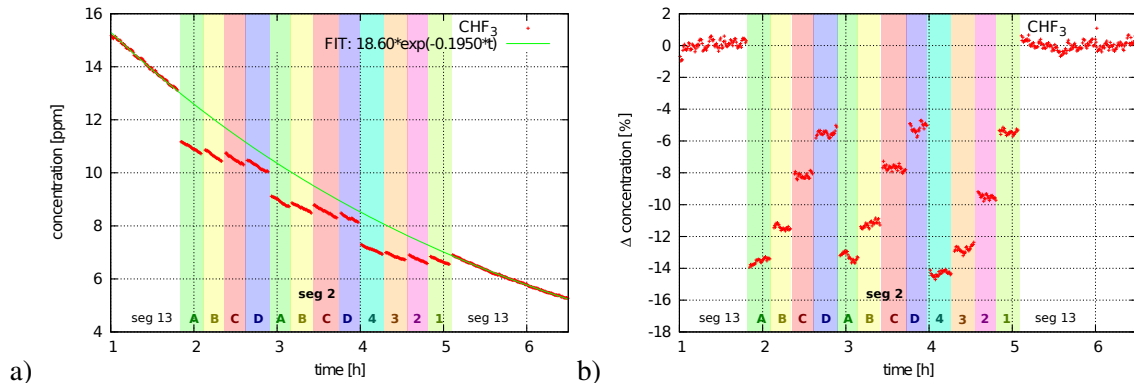 16
14
12
10
8
6
4
concentration [ppm]
CHF3
FIT: 18.60*exp(-0.1950*t)
seg 2
seg 13 A B C D A B C D 4 3 2 1 seg 13
1 2 3 4 5 6
time [h]
a)
2
0
-2
-4
-6
-8
-10
-12
-14
-16
-18
Δ concentration [%]
CHF3
seg 2
seg 13 A B C D A B C D 4 3 2 1 seg 13
1 2 3 4 5 6
time [h]
b)